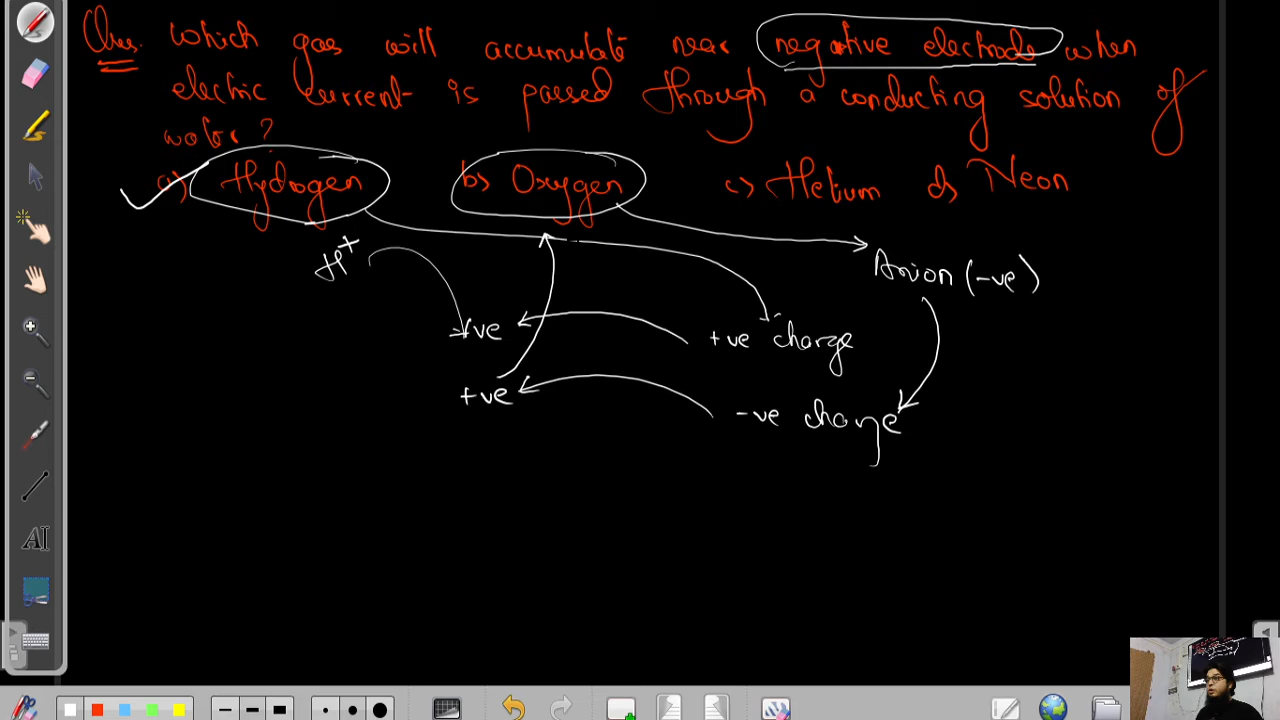 Ques. Which gas will accumulate near negative electrode when
electric current is passed through a conducting solution of
water?
a) Hydrogen b) Oxygen c) Helium d) Neon
H+
Anion (-ve)
+ve +ve charge
+ve -ve charge
AI